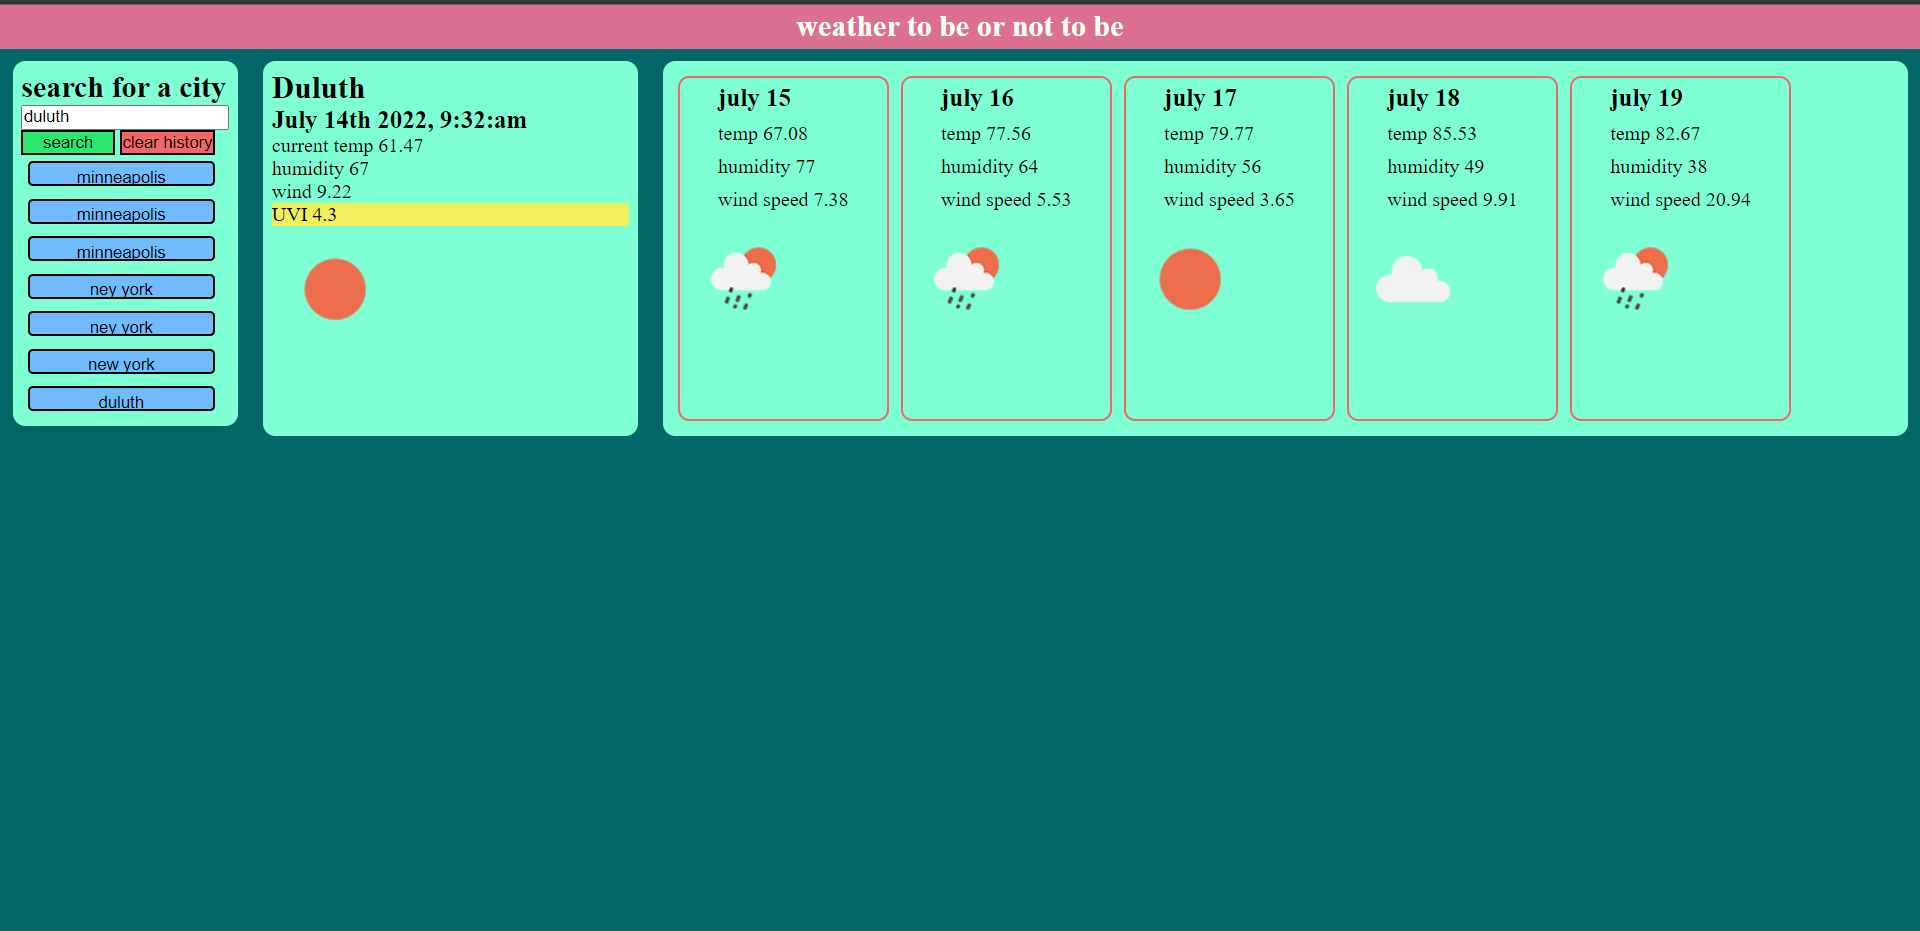 weather to be or not to be
search for a city
duluth
search
clear history
minneapolis
minneapolis
minneapolis
ney york
ney york
new york
duluth
Duluth
July 14th 2022, 9:32:am
current temp 61.47
humidity 67
wind 9.22
UVI 4.3
july 15
temp 67.08
humidity 77
wind speed 7.38
july 16
temp 77.56
humidity 64
wind speed 5.53
july 17
temp 79.77
humidity 56
wind speed 3.65
july 18
temp 85.53
humidity 49
wind speed 9.91
july 19
temp 82.67
humidity 38
wind speed 20.94